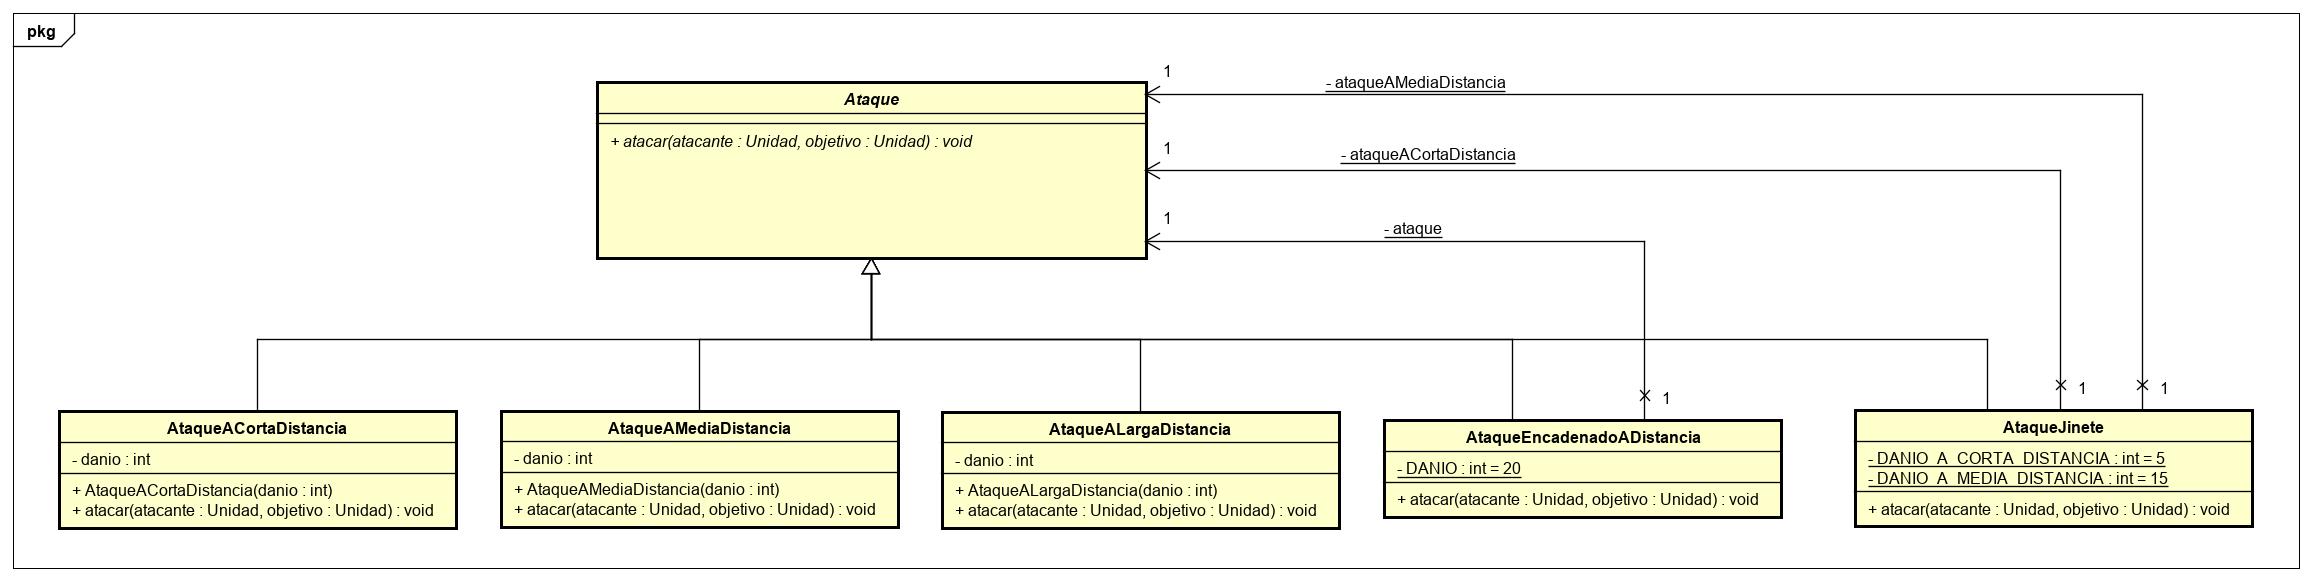 pkg
Ataque
+ atacar(atacante : Unidad, objetivo : Unidad) : void
1
- ataqueAMediaDistancia
1
- ataqueACortaDistancia
1
- ataque
1
1
1
AtaqueACortaDistancia
- danio : int
+ AtaqueACortaDistancia(danio : int)
+ atacar(atacante : Unidad, objetivo : Unidad) : void
AtaqueAMediaDistancia
- danio : int
+ AtaqueAMediaDistancia(danio : int)
+ atacar(atacante : Unidad, objetivo : Unidad) : void
AtaqueALargaDistancia
- danio : int
+ AtaqueALargaDistancia(danio : int)
+ atacar(atacante : Unidad, objetivo : Unidad) : void
AtaqueEncadenadoADistancia
- DANIO : int = 20
+ atacar(atacante : Unidad, objetivo : Unidad) : void
AtaqueJinete
- DANIO_A_CORTA_DISTANCIA : int = 5
- DANIO_A_MEDIA_DISTANCIA : int = 15
+ atacar(atacante : Unidad, objetivo : Unidad) : void